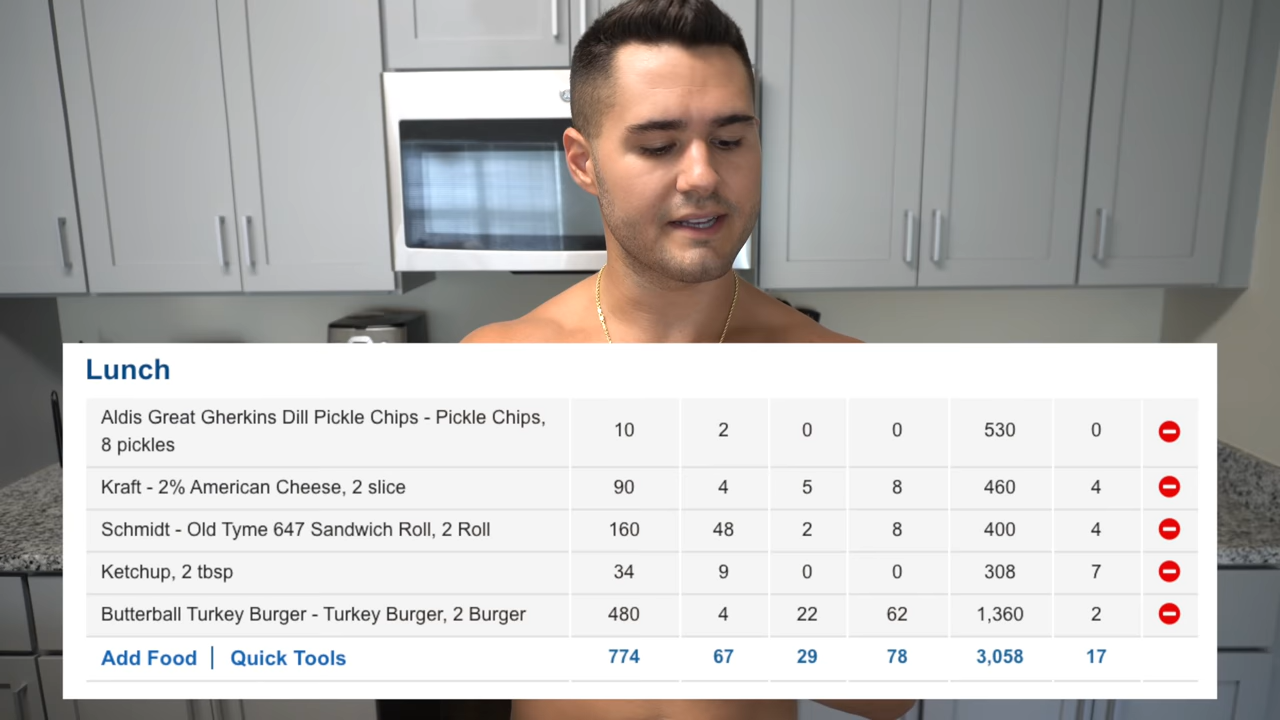 Lunch
Aldis Great Gherkins Dill Pickle Chips - Pickle Chips,
8 pickles 10 2 0 0 530 0
Kraft - 2% American Cheese, 2 slice 90 4 5 8 460 4
Schmidt - Old Tyme 647 Sandwich Roll, 2 Roll 160 48 2 8 400 4
Ketchup, 2 tbsp 34 9 0 0 308 7
Butterball Turkey Burger - Turkey Burger, 2 Burger 480 4 22 62 1,360 2
Add Food | Quick Tools 774 67 29 78 3,058 17